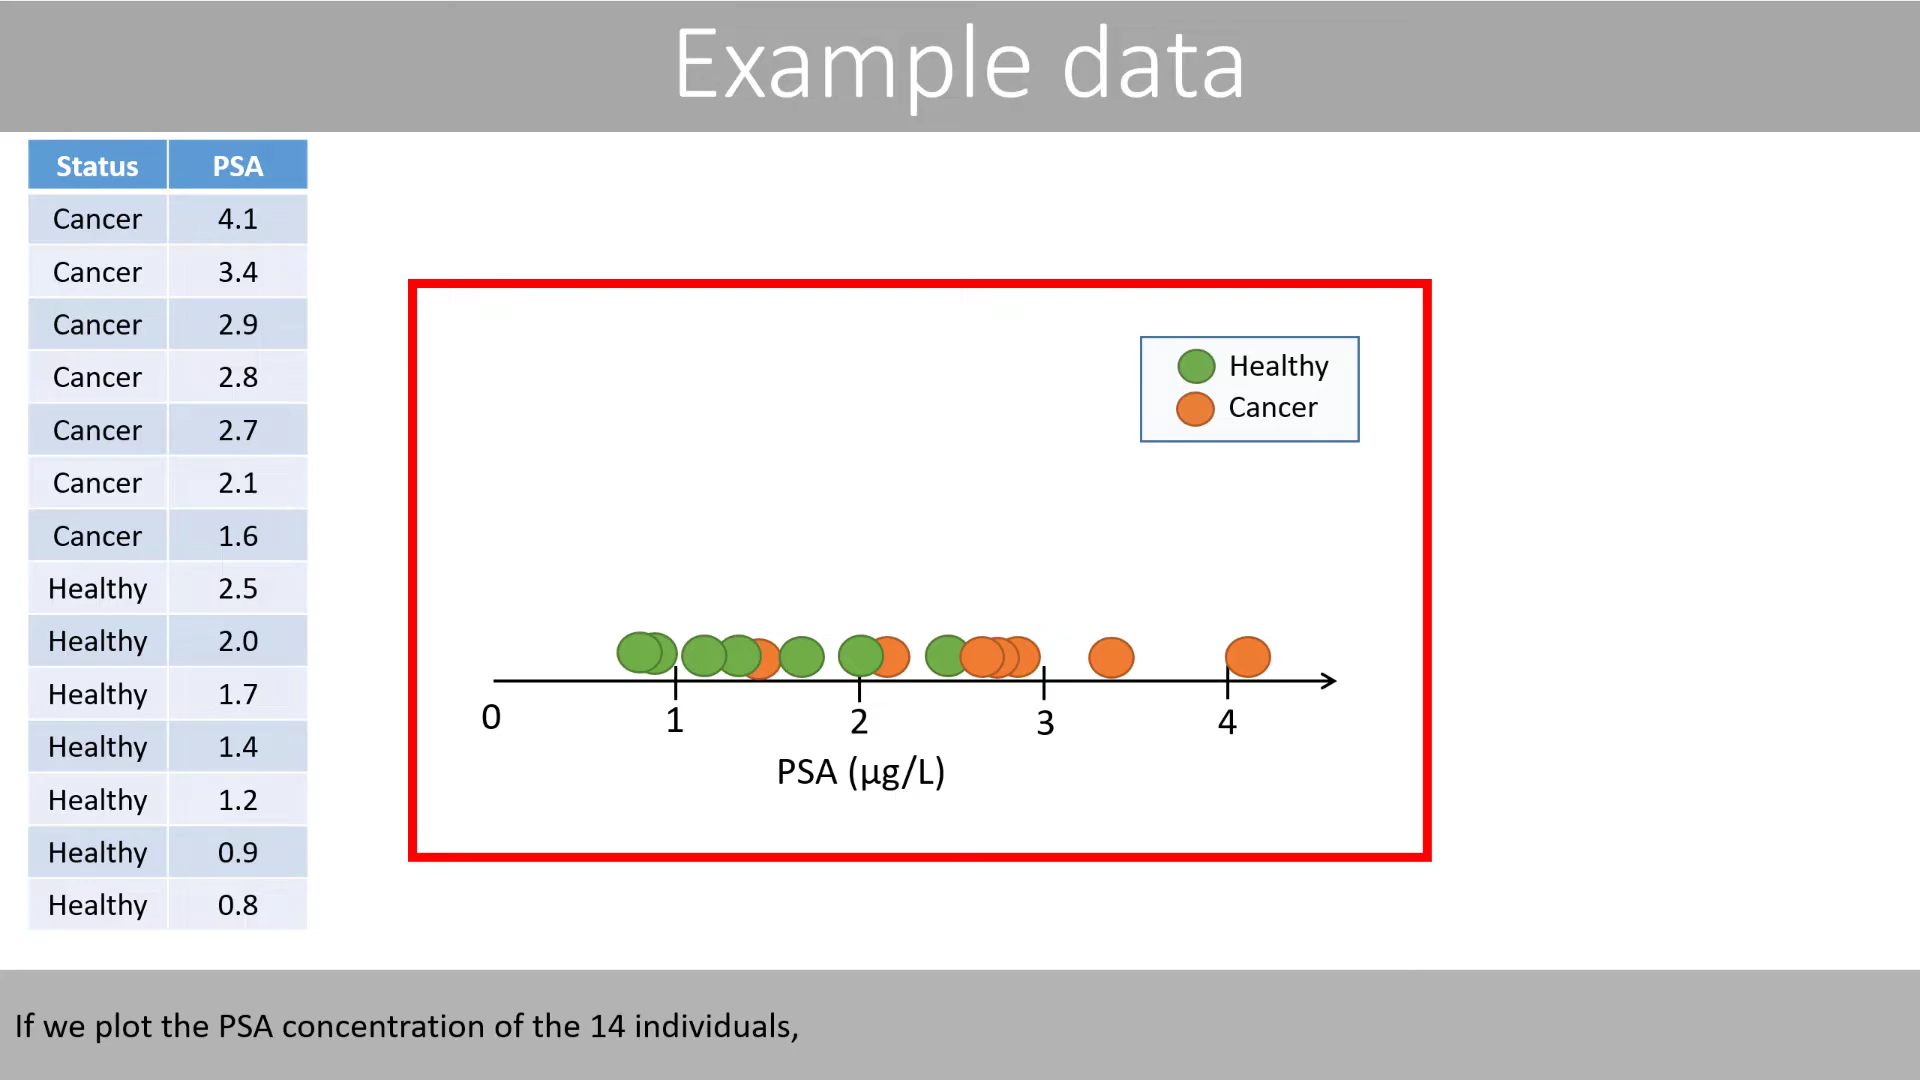 Example data
Status PSA
Cancer 4.1
Cancer 3.4
Cancer 2.9
Cancer 2.8
Cancer 2.7
Cancer 2.1
Cancer 1.6
Healthy 2.5
Healthy 2.0
Healthy 1.7
Healthy 1.4
Healthy 1.2
Healthy 0.9
Healthy 0.8
Healthy
Cancer
0 1 2 3 4
PSA (µg/L)
If we plot the PSA concentration of the 14 individuals,